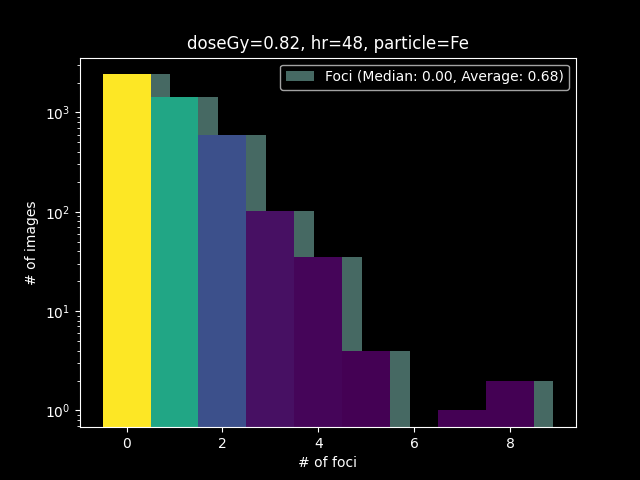 doseGy=0.82, hr=48, particle=Fe
Foci (Median: 0.00, Average: 0.68)
# of images
10³
10²
10¹
10⁰
0 2 4 6 8
# of foci